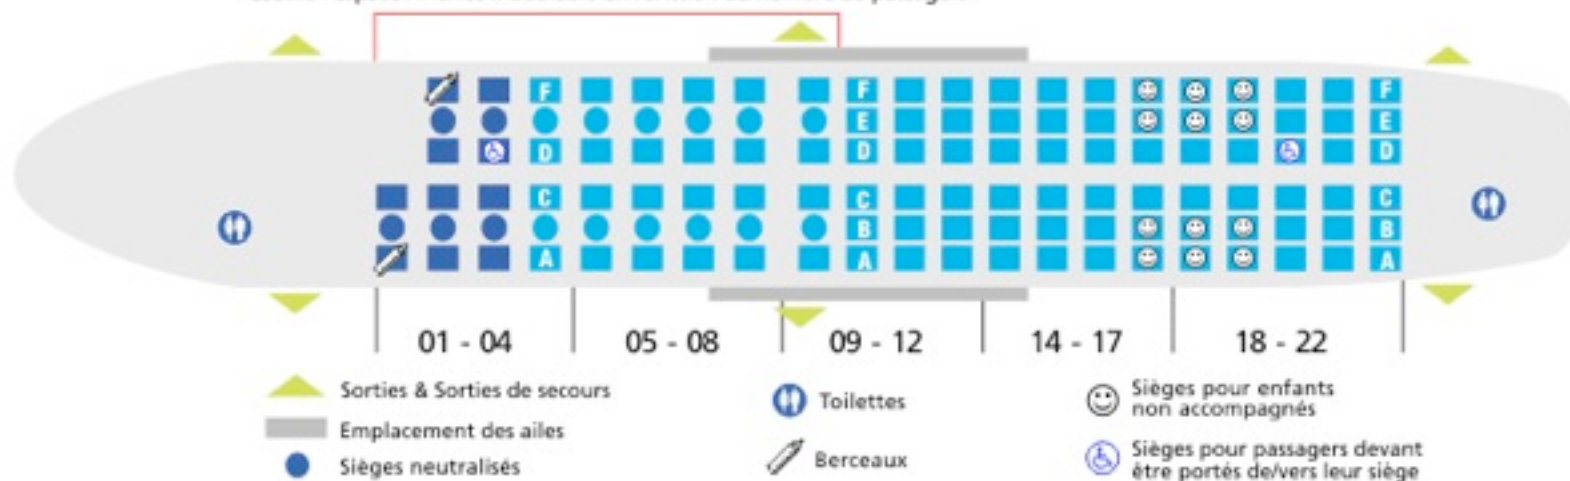 F F F
E E
D D D
C C C
B B
A A A
01 - 04 05 - 08 09 - 12 14 - 17 18 - 22
Sorties & Sorties de secours
Emplacement des ailes
Sièges neutralisés
Toilettes
Berceaux
Sièges pour enfants
non accompagnés
Sièges pour passagers devant
être portés de/vers leur siège